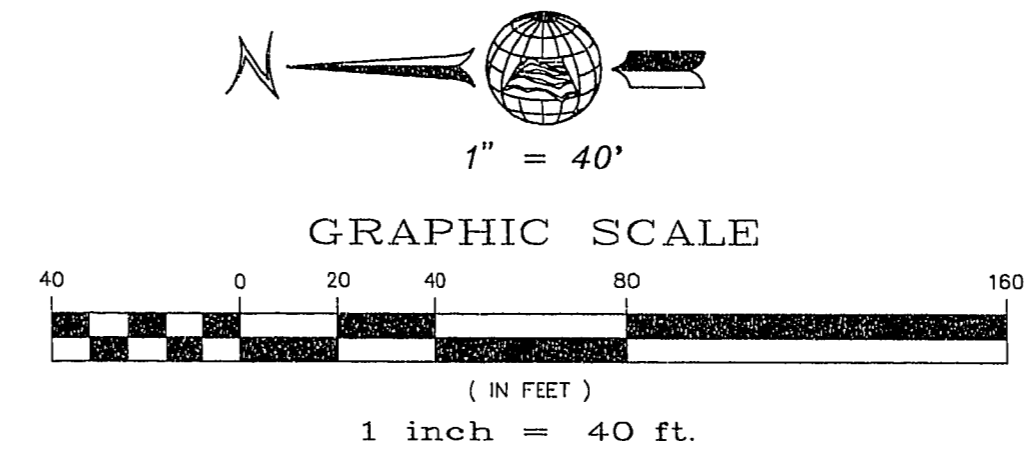 N
1" = 40'
GRAPHIC SCALE
40 0 20 40 80 160
( IN FEET )
1 inch = 40 ft.